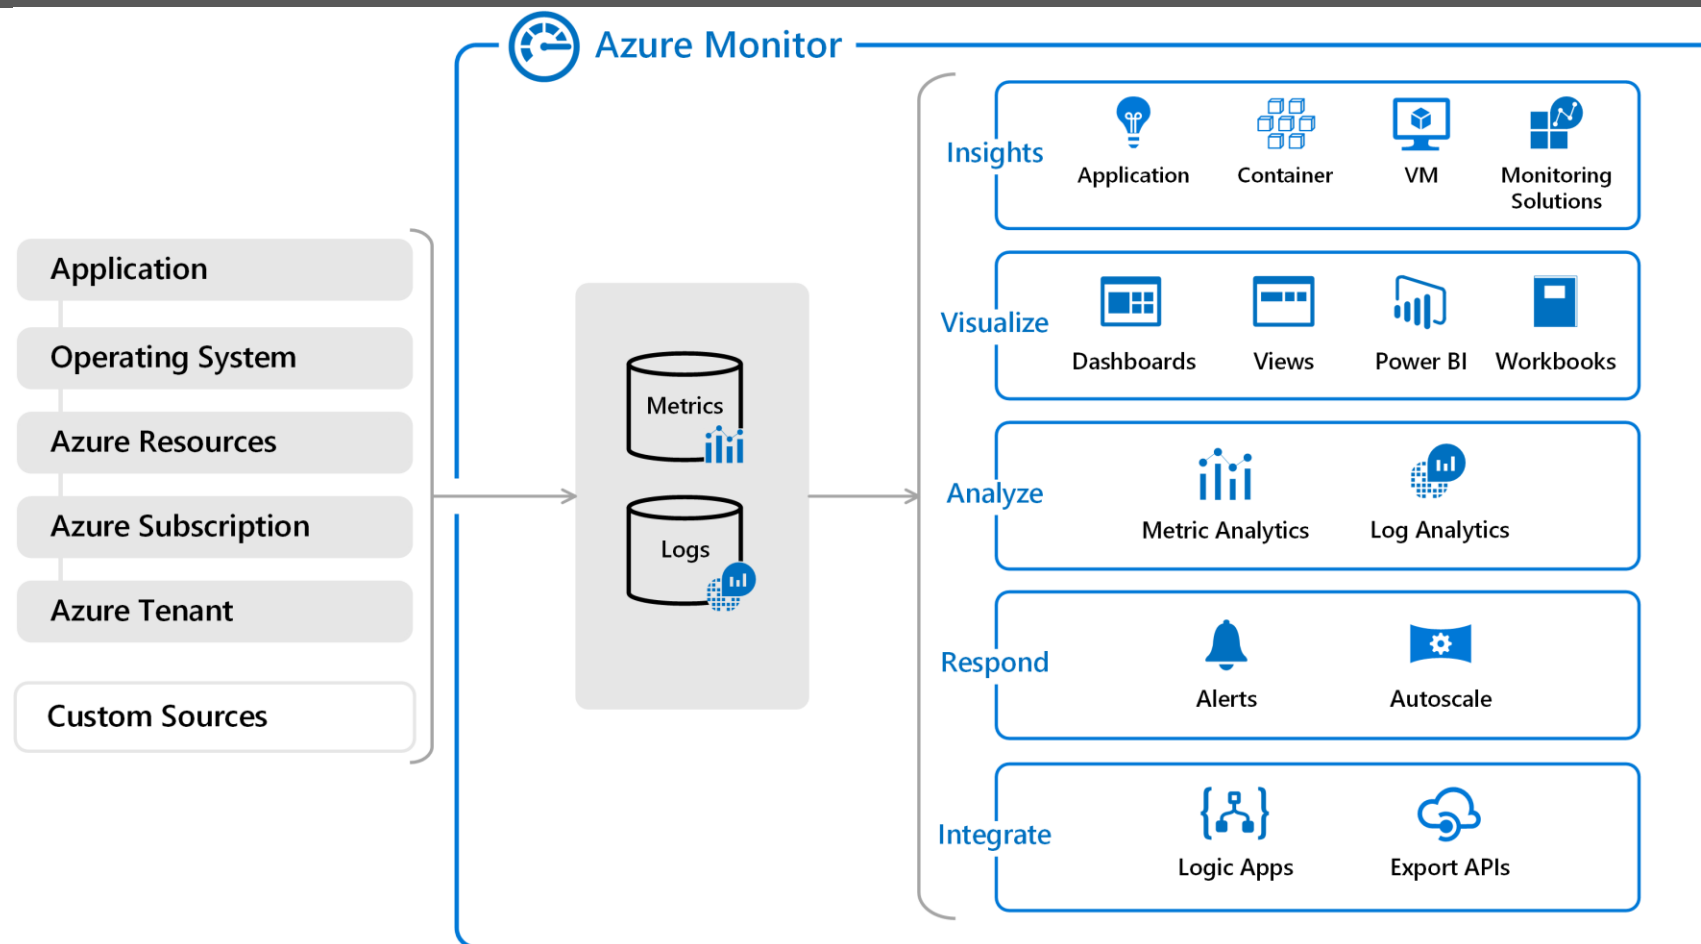 Azure Monitor
Application
Operating System
Azure Resources
Azure Subscription
Azure Tenant
Custom Sources
Metrics
Logs
Insights
Application
Container
VM
Monitoring
Solutions
Visualize
Dashboards
Views
Power BI
Workbooks
Analyze
Metric Analytics
Log Analytics
Respond
Alerts
Autoscale
Integrate
Logic Apps
Export APIs